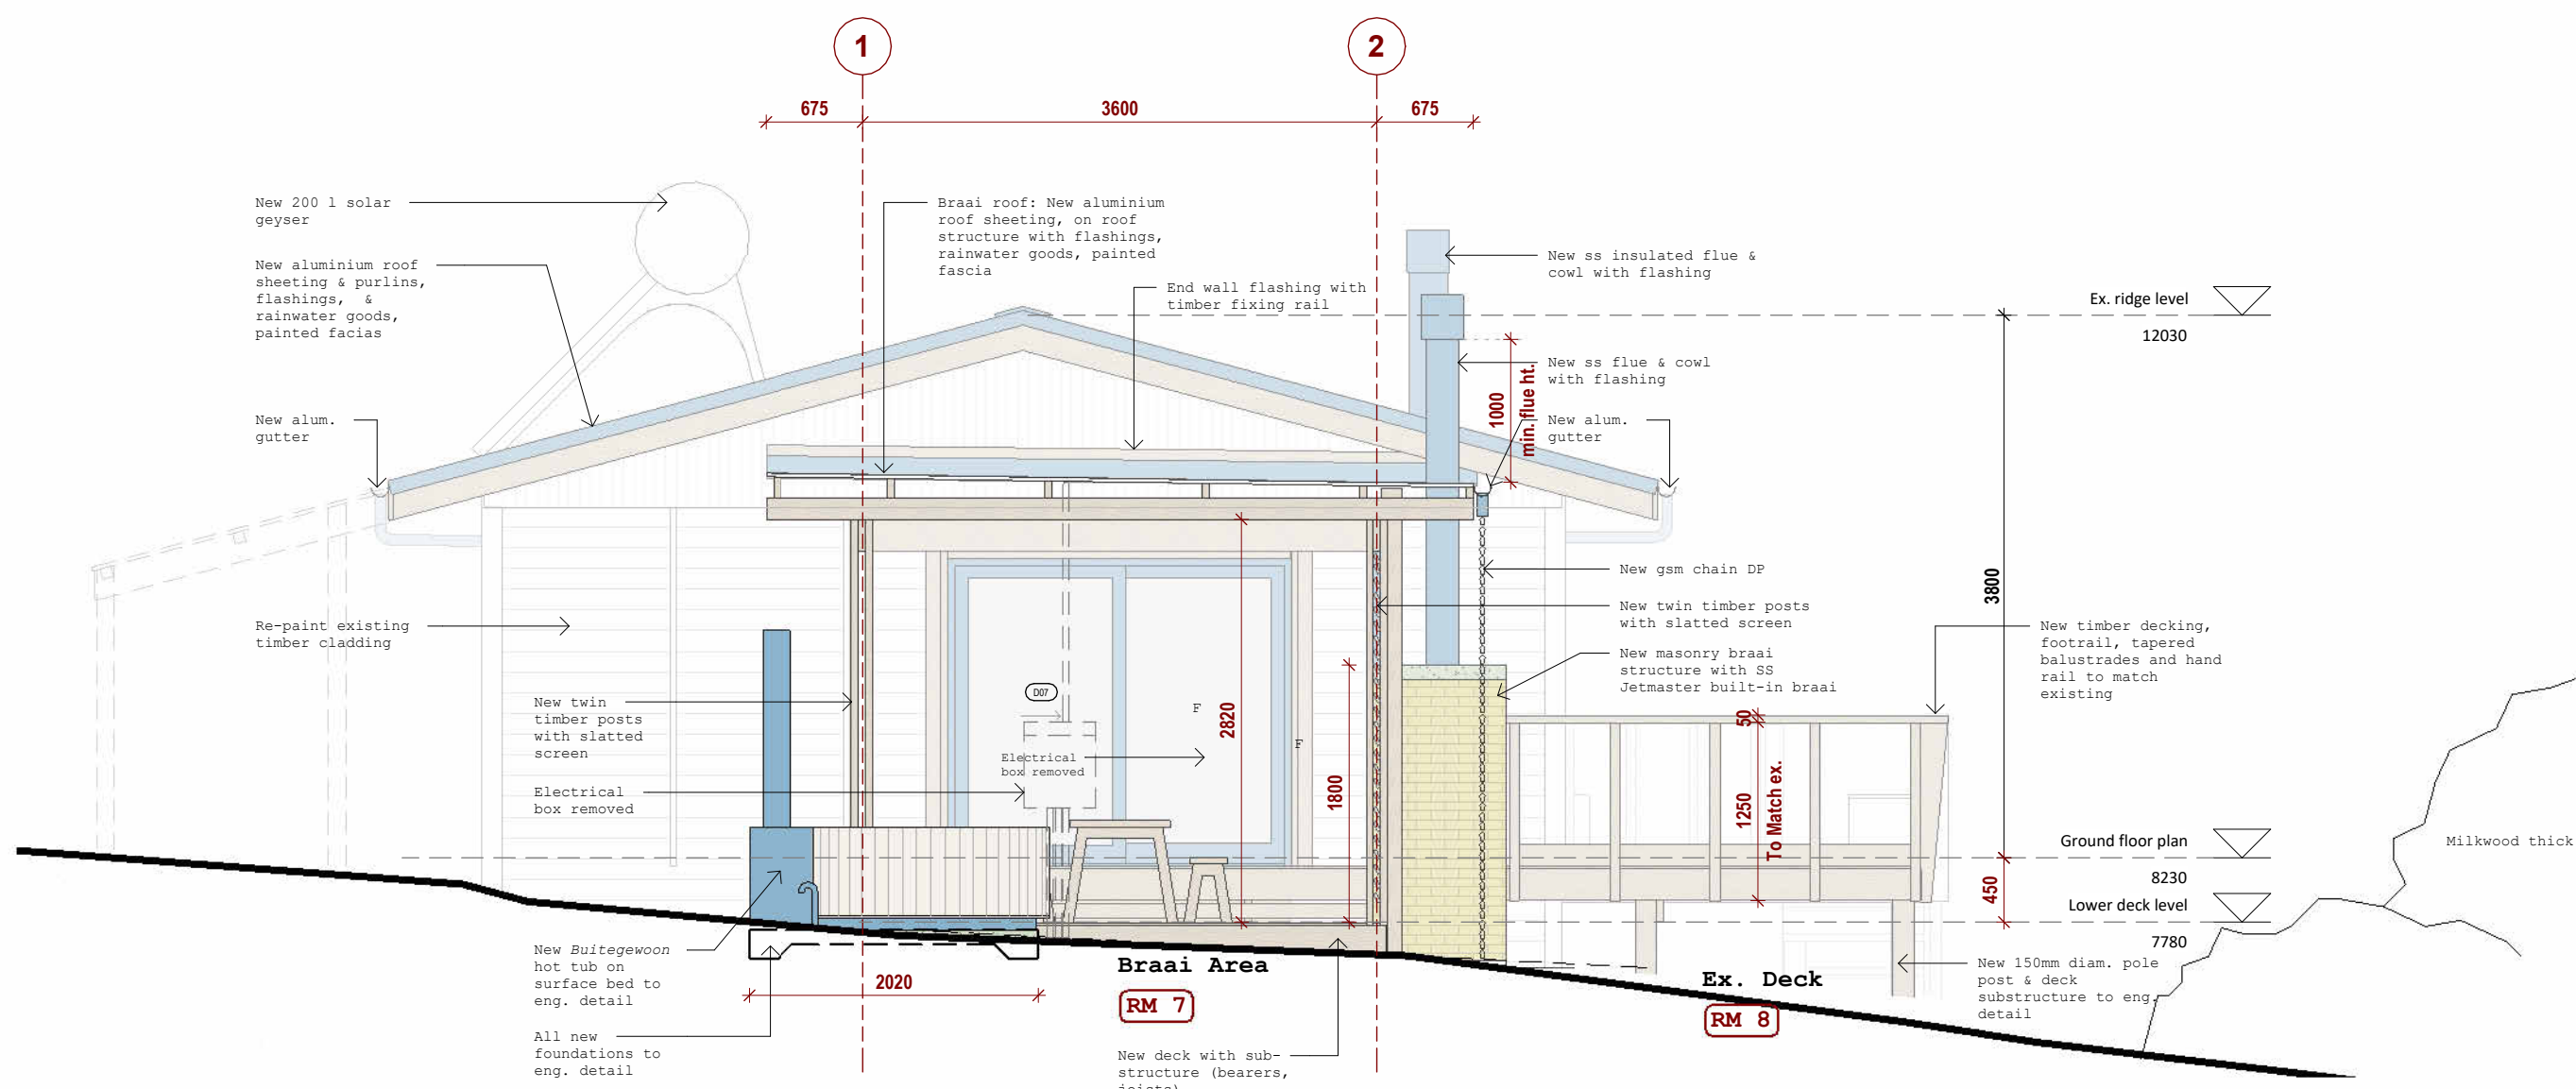 1
2
675
3600
675
New 200 l solar
geyser
New aluminium roof
sheeting & purlins,
flashings, &
rainwater goods,
painted facias
New alum.
gutter
Re-paint existing
timber cladding
Braai roof: New aluminium
roof sheeting, on roof
structure with flashings,
rainwater goods, painted
fascia
End wall flashing with
timber fixing rail
New ss insulated flue &
cowl with flashing
New ss flue & cowl
with flashing
1000
min. flue ht.
New alum.
gutter
Ex. ridge level
12030
3800
New gsm chain DP
New twin timber posts
with slatted screen
New masonry braai
structure with SS
Jetmaster built-in braai
New timber decking,
footrail, tapered
balustrades and hand
rail to match
existing
New twin
timber posts
with slatted
screen
Electrical
box removed
D07
F
F
Electrical
box removed
2820
1800
50
1250
To Match ex.
Milkwood thick
Ground floor plan
8230
450
Lower deck level
7780
New Buitegewoon
hot tub on
surface bed to
eng. detail
All new
foundations to
eng. detail
2020
Braai Area
RM 7
New deck with sub-
structure (bearers,
joists)
Ex. Deck
RM 8
New 150mm diam. pole
post & deck
substructure to eng.
detail